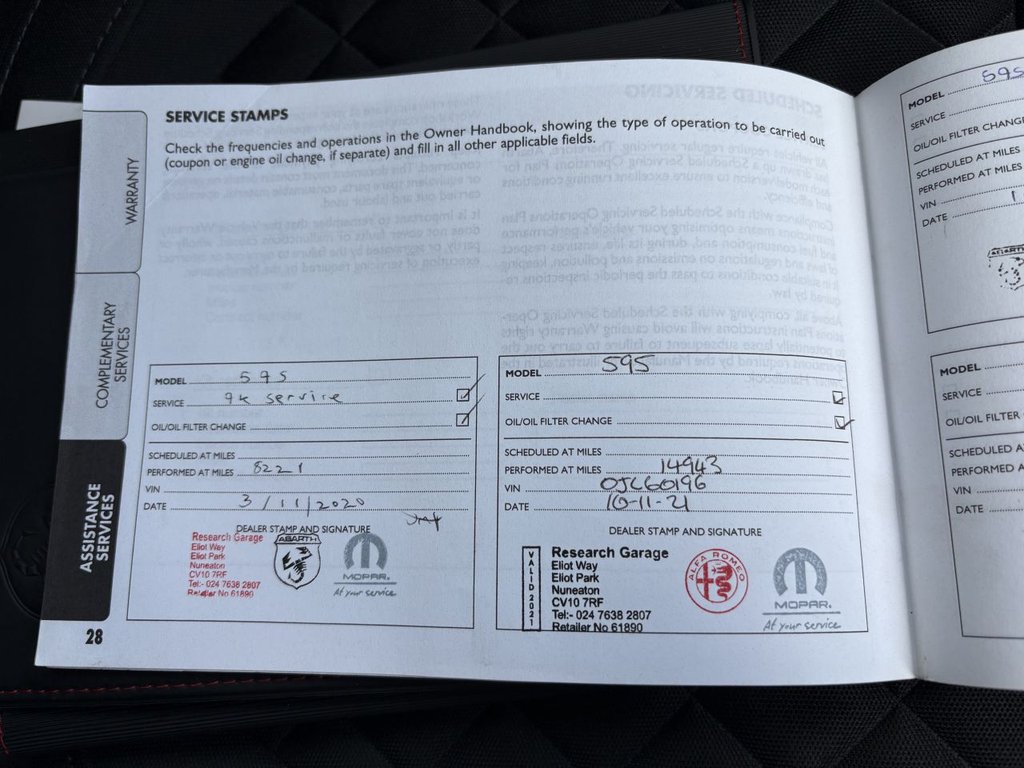 SERVICE STAMPS
Check the frequencies and operations in the Owner Handbook, showing the type of operation to be carried out
(coupon or engine oil change, if separate) and fill in all other applicable fields.
WARRANTY
COMPLEMENTARY
SERVICES
ASSISTANCE
SERVICES
28
MODEL 595
SERVICE 9k service
OIL/OIL FILTER CHANGE
SCHEDULED AT MILES
PERFORMED AT MILES 8221
VIN
DATE 3/11/2020
DEALER STAMP AND SIGNATURE
Research Garage
Eliot Way
Eliot Park
Nuneaton
CV10 7RF
Tel:- 024 7638 2807
Retailer No 61890
ABARTH
MOPAR.
At your service
MODEL 595
SERVICE
OIL/OIL FILTER CHANGE
SCHEDULED AT MILES
PERFORMED AT MILES 14943
VIN 0JC60196
DATE 10-11-21
DEALER STAMP AND SIGNATURE
VALID 2021
Research Garage
Eliot Way
Eliot Park
Nuneaton
CV10 7RF
Tel:- 024 7638 2807
Retailer No 61890
ALFA ROMEO
MOPAR.
At your service
MODEL 595
SERVICE
OIL/OIL FILTER CHANGE
SCHEDULED AT MILES
PERFORMED AT MILES
VIN
DATE 1
ABARTH
MODEL
SERVICE
OIL/OIL FILTER
SCHEDULED A
PERFORMED A
VIN
DATE